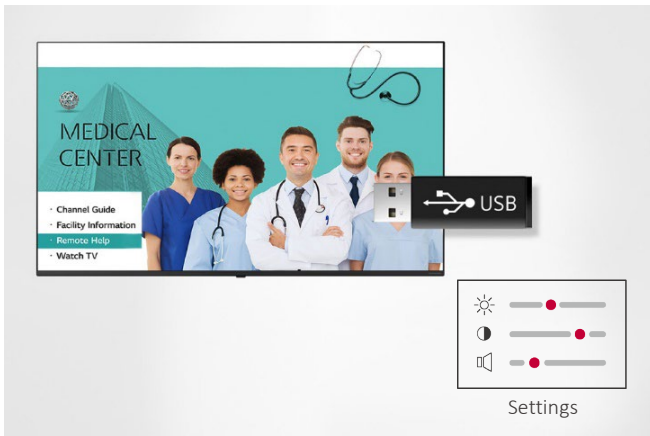 MEDICAL
CENTER
· Channel Guide
· Facility Information
· Remote Help
· Watch TV
USB
Settings